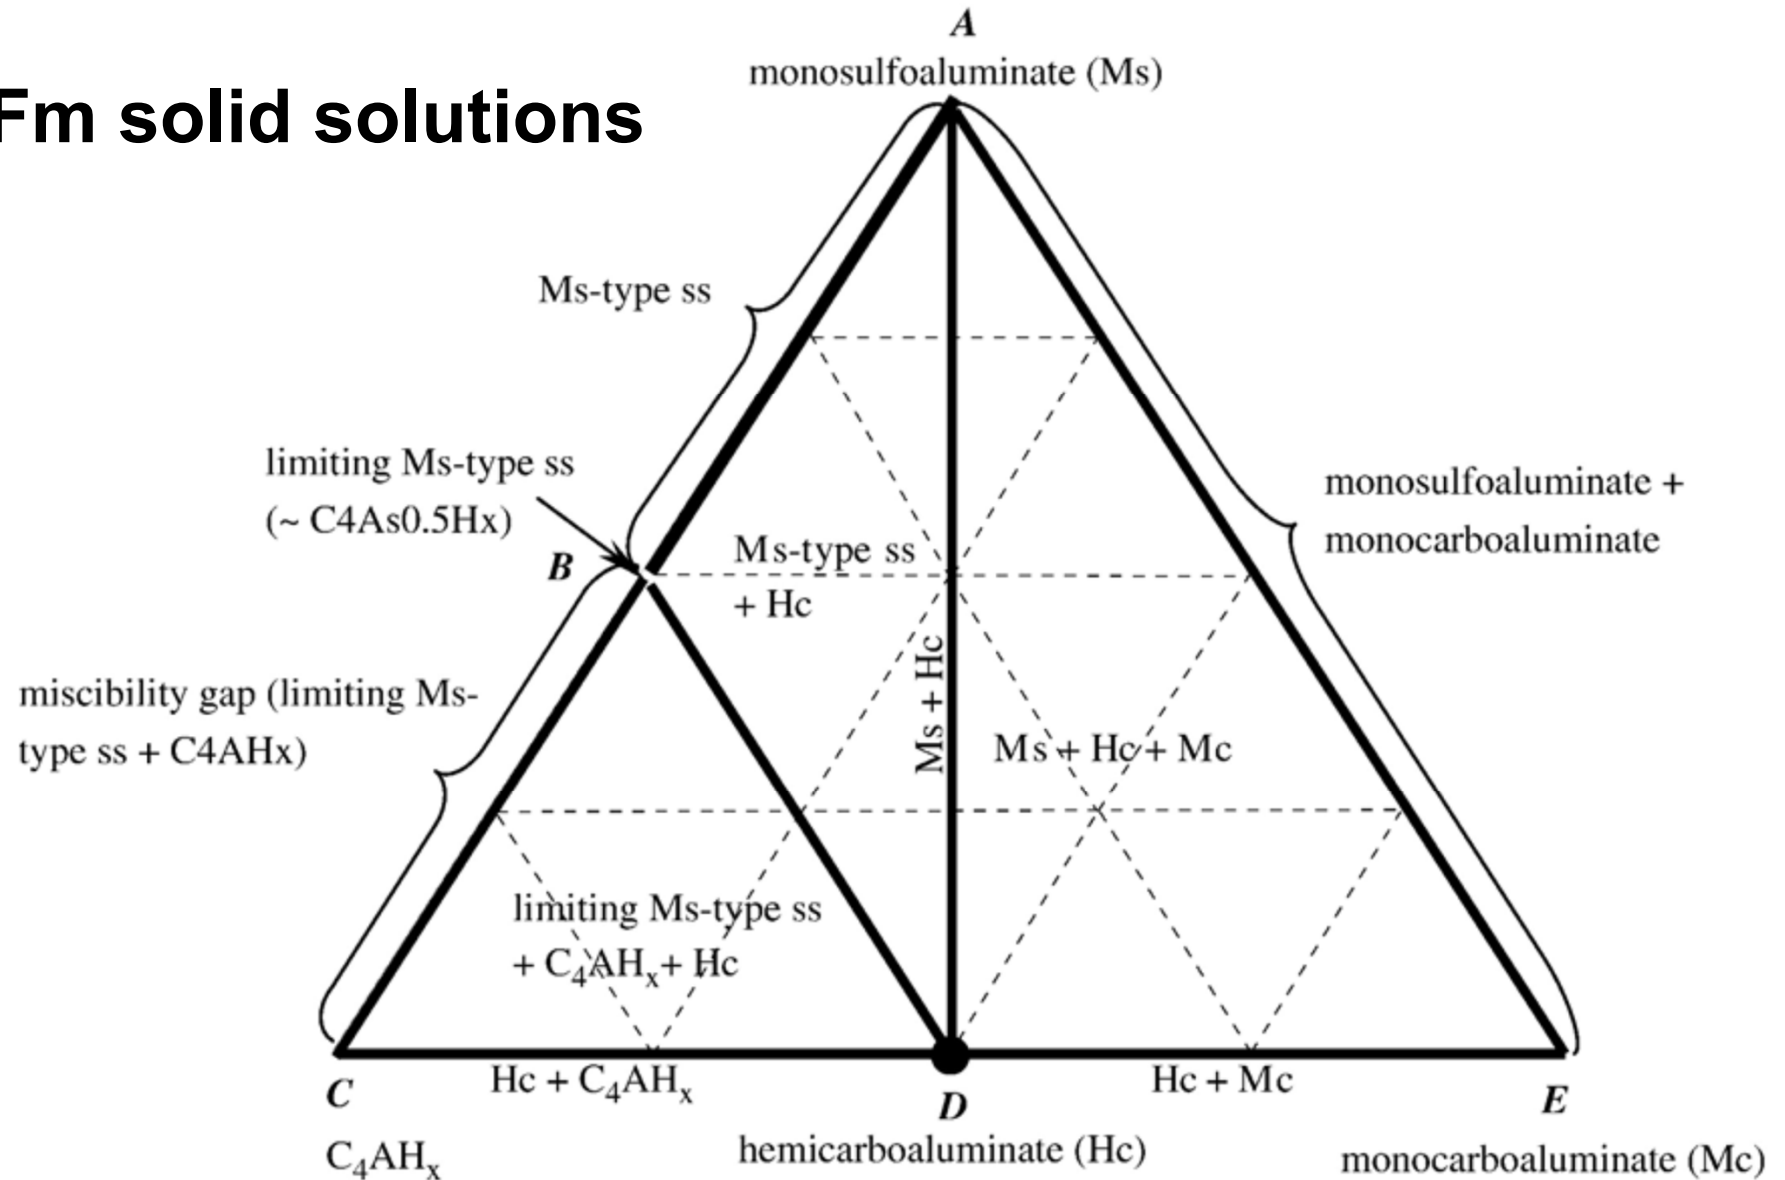 A
monosulfoaluminate (Ms)
Fm solid solutions
Ms-type ss
limiting Ms-type ss
(~ C4As0.5Hx)
monosulfoaluminate +
monocarboaluminate
B
Ms-type ss
+ Hc
Ms + Hc
miscibility gap (limiting Ms-
type ss + C4AHx)
Ms + Hc + Mc
limiting Ms-type ss
+ C₄AHₓ+ Hc
Hc + C₄AHₓ
Hc + Mc
C
D
E
C₄AHₓ
hemicarboaluminate (Hc)
monocarboaluminate (Mc)